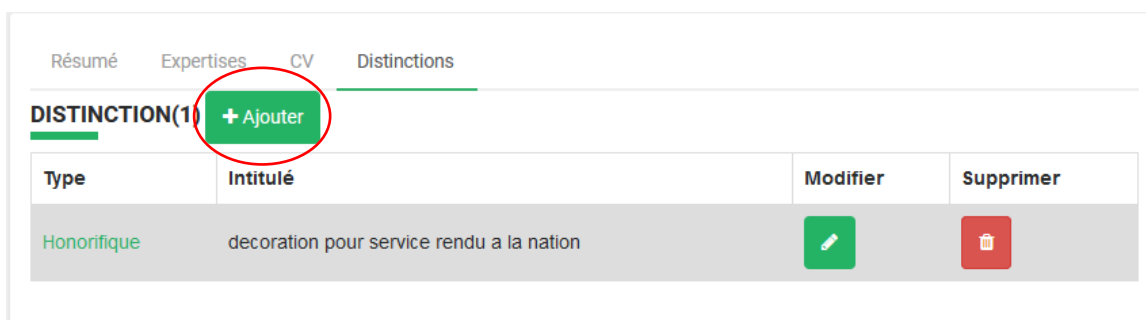 Résumé Expertises CV Distinctions
DISTINCTION(1) + Ajouter
Type Intitulé Modifier Supprimer
Honorifique decoration pour service rendu a la nation